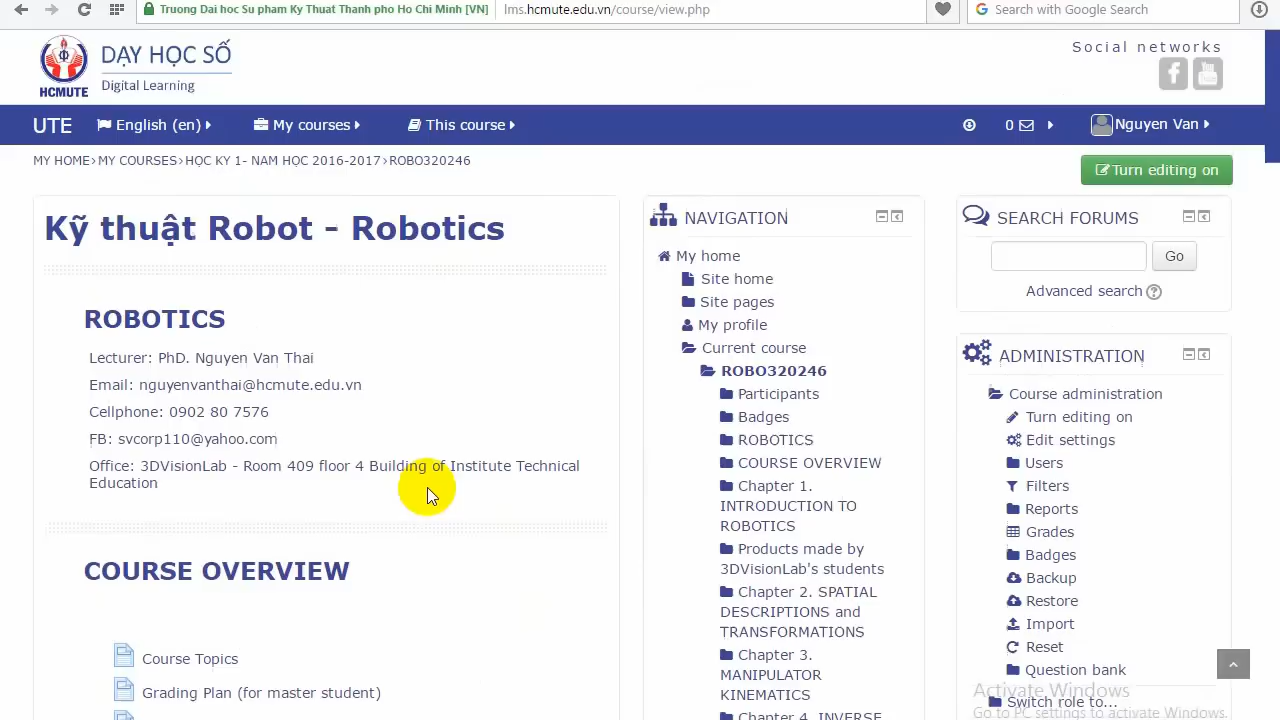 Truong Dai hoc Su pham Ky Thuat Thanh pho Ho Chi Minh [VN]
lms.hcmute.edu.vn/course/view.php
Search with Google Search
HCMUTE
DẠY HỌC SỐ
Digital Learning
Social networks
UTE
English (en)
My courses
This course
0
Nguyen Van
MY HOME› MY COURSES›HỌC KỲ 1- NĂM HỌC 2016-2017›ROBO320246
Turn editing on
Kỹ thuật Robot - Robotics
ROBOTICS
Lecturer: PhD. Nguyen Van Thai
Email: nguyenvanthai@hcmute.edu.vn
Cellphone: 0902 80 7576
FB: svcorp110@yahoo.com
Office: 3DVisionLab - Room 409 floor 4 Building of Institute Technical
Education
COURSE OVERVIEW
Course Topics
Grading Plan (for master student)
NAVIGATION
My home
Site home
Site pages
My profile
Current course
ROBO320246
Participants
Badges
ROBOTICS
COURSE OVERVIEW
Chapter 1.
INTRODUCTION TO
ROBOTICS
Products made by
3DVisionLab's students
Chapter 2. SPATIAL
DESCRIPTIONS and
TRANSFORMATIONS
Chapter 3.
MANIPULATOR
KINEMATICS
Chapter 4. INVERSE
SEARCH FORUMS
Go
Advanced search
ADMINISTRATION
Course administration
Turn editing on
Edit settings
Users
Filters
Reports
Grades
Badges
Backup
Restore
Import
Reset
Question bank
Switch role to...
Activate Windows
Go to PC settings to activate Windows.